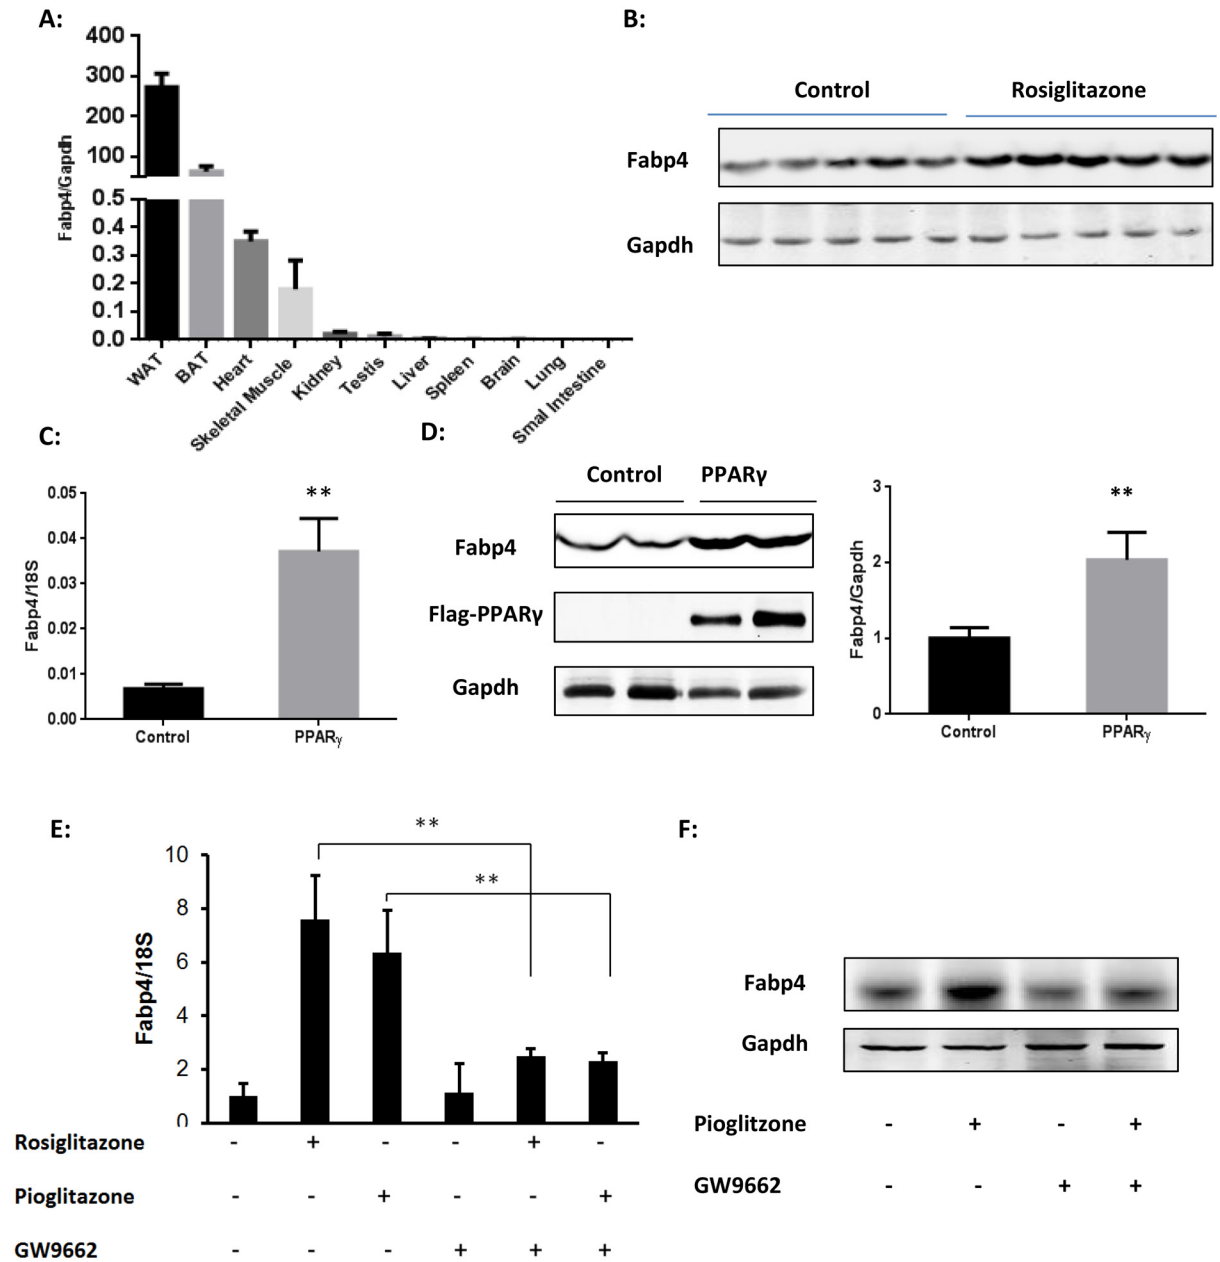 A:
400
300
200
100
0.5
0.4
0.3
0.2
0.1
0.0
Fabp4/Gapdh
WAT
BAT
Heart
Skeletal Muscle
Kidney
Testis
Liver
Spleen
Brain
Lung
Smal Intestine
B:
Control Rosiglitazone
Fabp4
Gapdh
C:
**
0.05
0.04
0.03
0.02
0.01
0.00
Fabp4/18S
Control PPARγ
D:
Control PPARγ
Fabp4
Flag-PPARγ
Gapdh
**
3
2
1
0
Fabp4/Gapdh
Control PPARγ
E:
**
**
10
8
6
4
2
0
Fabp4/18S
Rosiglitazone - + - - + -
Pioglitazone - - + - - +
GW9662 - - - + + +
F:
Fabp4
Gapdh
Pioglitzone - + - +
GW9662 - - + +